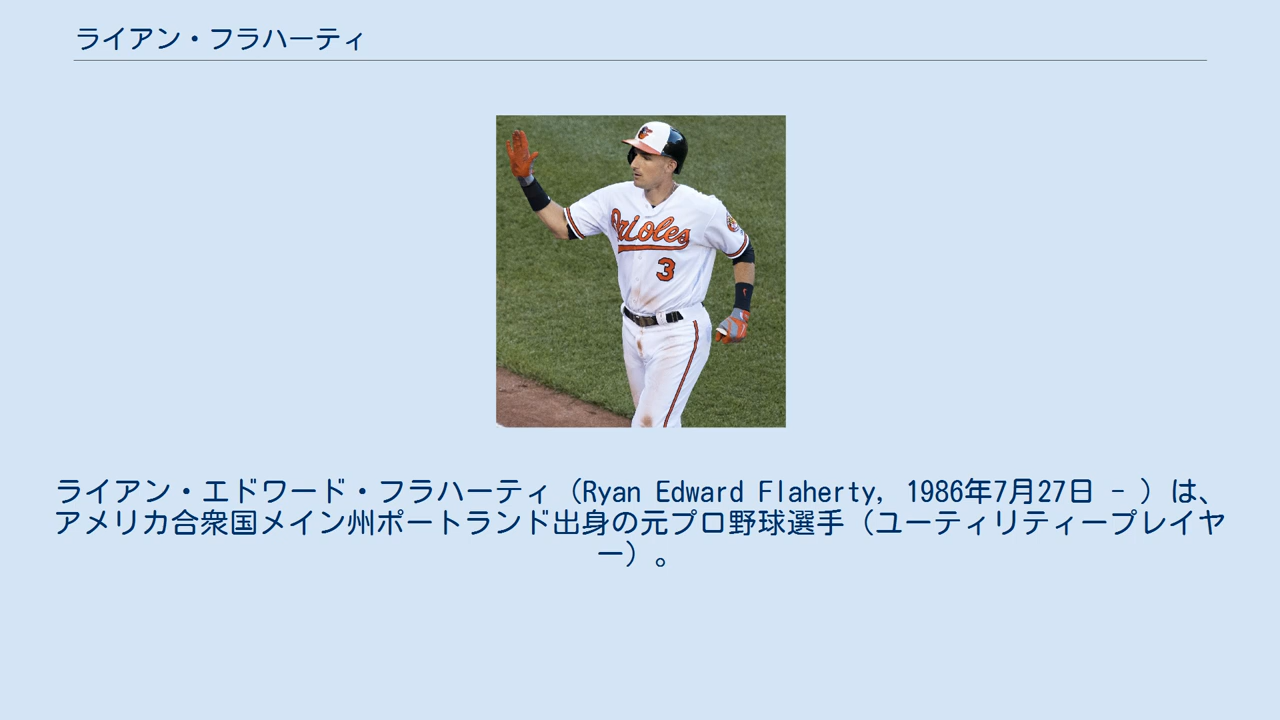 ライアン・フラハーティ
Orioles
3
ライアン・エドワード・フラハーティ（Ryan Edward Flaherty, 1986年7月27日 - ）は、
アメリカ合衆国メイン州ポートランド出身の元プロ野球選手（ユーティリティープレイヤ
ー）。